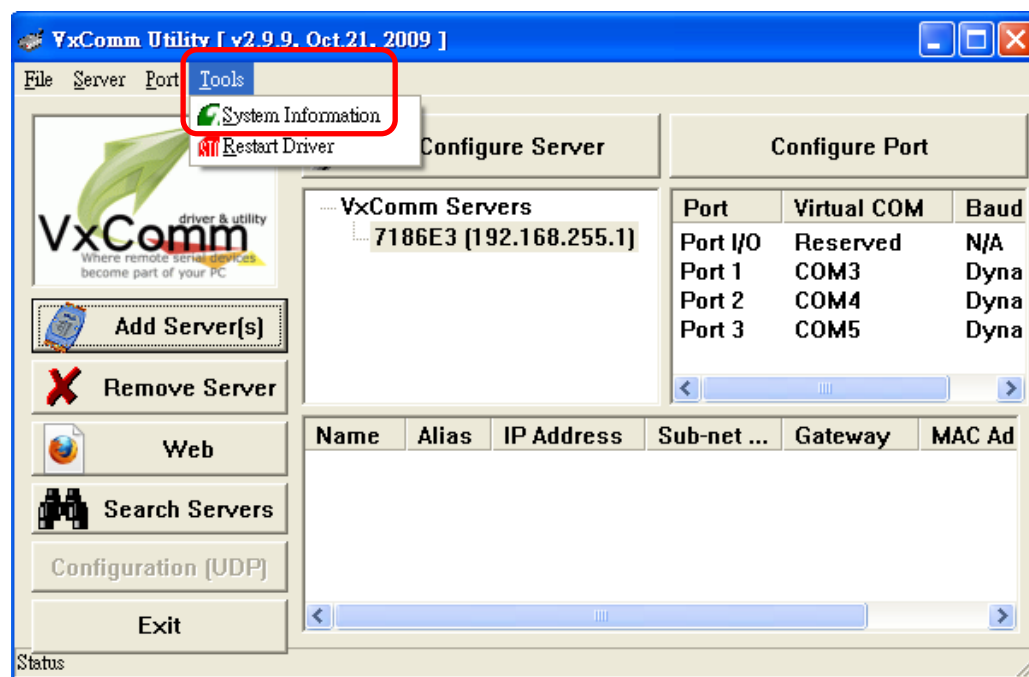 VxComm Utility [ v2.9.9, Oct.21, 2009 ]
File Server Port Tools
System Information
Restart Driver
Configure Server
Configure Port
driver & utility
VxComm
Where remote serial devices
become part of your PC
VxComm Servers
7186E3 (192.168.255.1)
Port Virtual COM Baud
Port I/O Reserved N/A
Port 1 COM3 Dyna
Port 2 COM4 Dyna
Port 3 COM5 Dyna
Add Server(s)
Remove Server
Web
Search Servers
Configuration (UDP)
Exit
Name Alias IP Address Sub-net ... Gateway MAC Ad
Status